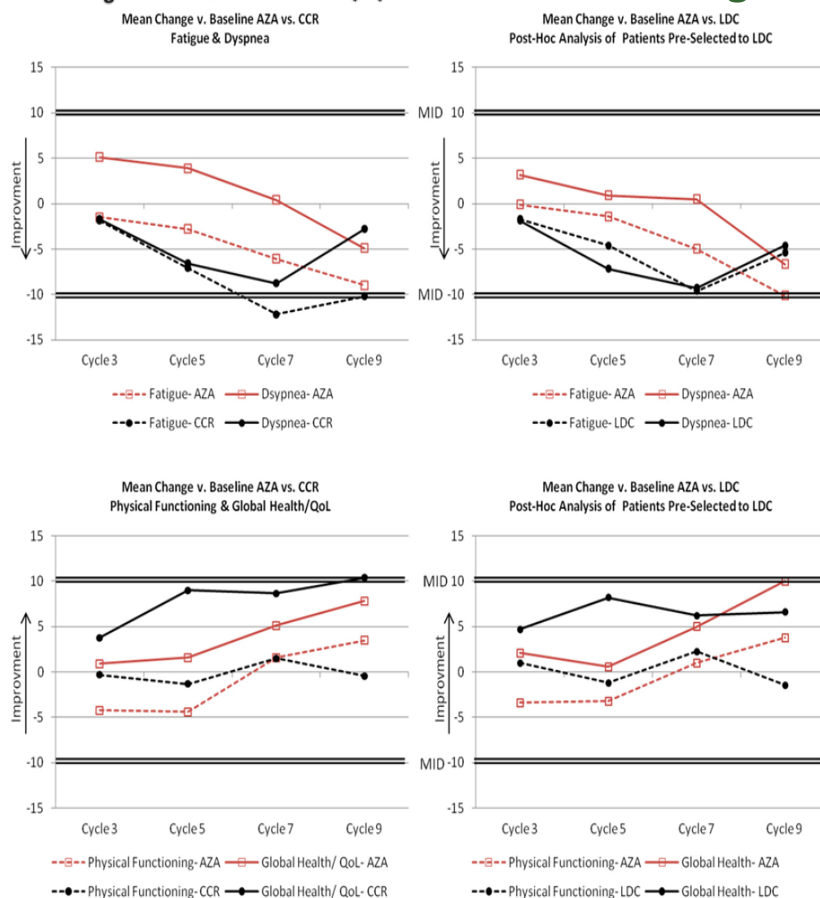 Mean Change v. Baseline AZA vs. CCR
Fatigue & Dyspnea
15
10
5
0
-5
-10
-15
Improvment
MID
MID
Cycle 3 Cycle 5 Cycle 7 Cycle 9
Fatigue- AZA Dsypnea- AZA
Fatigue- CCR Dyspnea- CCR
Mean Change v. Baseline AZA vs. LDC
Post-Hoc Analysis of Patients Pre-Selected to LDC
15
10
5
0
-5
-10
-15
Improvment
Cycle 3 Cycle 5 Cycle 7 Cycle 9
Fatigue- AZA Dyspnea- AZA
Fatigue- LDC Dyspnea- LDC
Mean Change v. Baseline AZA vs. CCR
Physical Functioning & Global Health/QoL
15
10
5
0
-5
-10
-15
Improvment
MID
MID
Cycle 3 Cycle 5 Cycle 7 Cycle 9
Physical Functioning- AZA Global Health/ QoL- AZA
Physical Functioning- CCR Global Health/ QoL- CCR
Mean Change v. Baseline AZA vs. LDC
Post-Hoc Analysis of Patients Pre-Selected to LDC
15
10
5
0
-5
-10
-15
Improvment
Cycle 3 Cycle 5 Cycle 7 Cycle 9
Physical Functioning- AZA Global Health- AZA
Physical Functioning- LDC Global Health- LDC